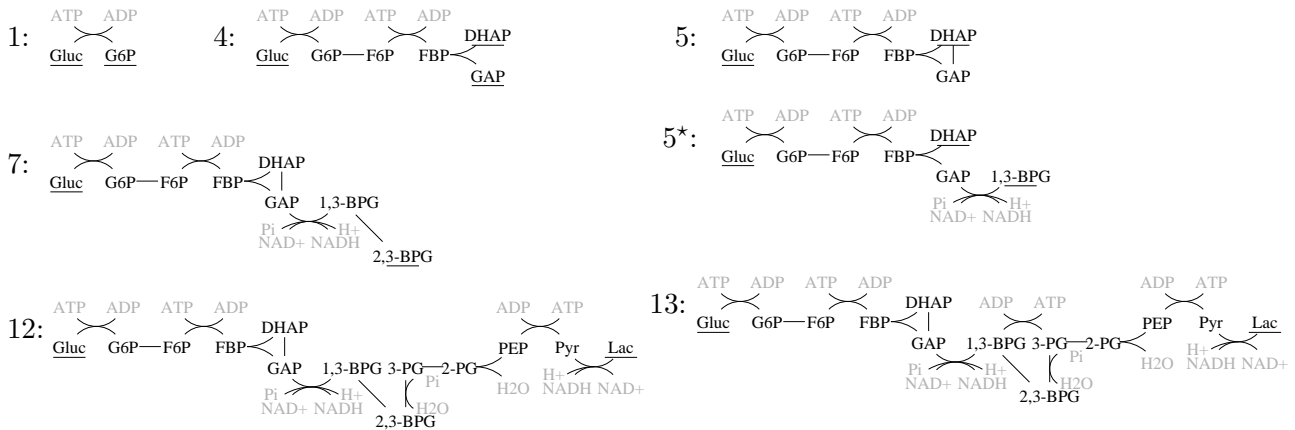 ATP ADP
1: Gluc G6P
ATP ADP ATP ADP
4: Gluc G6P F6P FBP DHAP
GAP
ATP ADP ATP ADP
5: Gluc G6P F6P FBP DHAP
GAP
ATP ADP ATP ADP
7: Gluc G6P F6P FBP DHAP
GAP 1,3-BPG
Pi H+
NAD+ NADH
2,3-BPG
ATP ADP ATP ADP
5★: Gluc G6P F6P FBP DHAP
GAP 1,3-BPG
Pi H+
NAD+ NADH
ATP ADP ATP ADP ADP ATP
12: Gluc G6P F6P FBP DHAP PEP Pyr Lac
GAP 1,3-BPG 3-PG 2-PG
Pi H+ Pi H2O H+
NAD+ NADH NADH NAD+
H2O
2,3-BPG
ATP ADP ATP ADP ADP ATP ADP ATP
13: Gluc G6P F6P FBP DHAP PEP Pyr Lac
GAP 1,3-BPG 3-PG 2-PG
Pi H+ Pi H2O H+
NAD+ NADH NADH NAD+
H2O
2,3-BPG